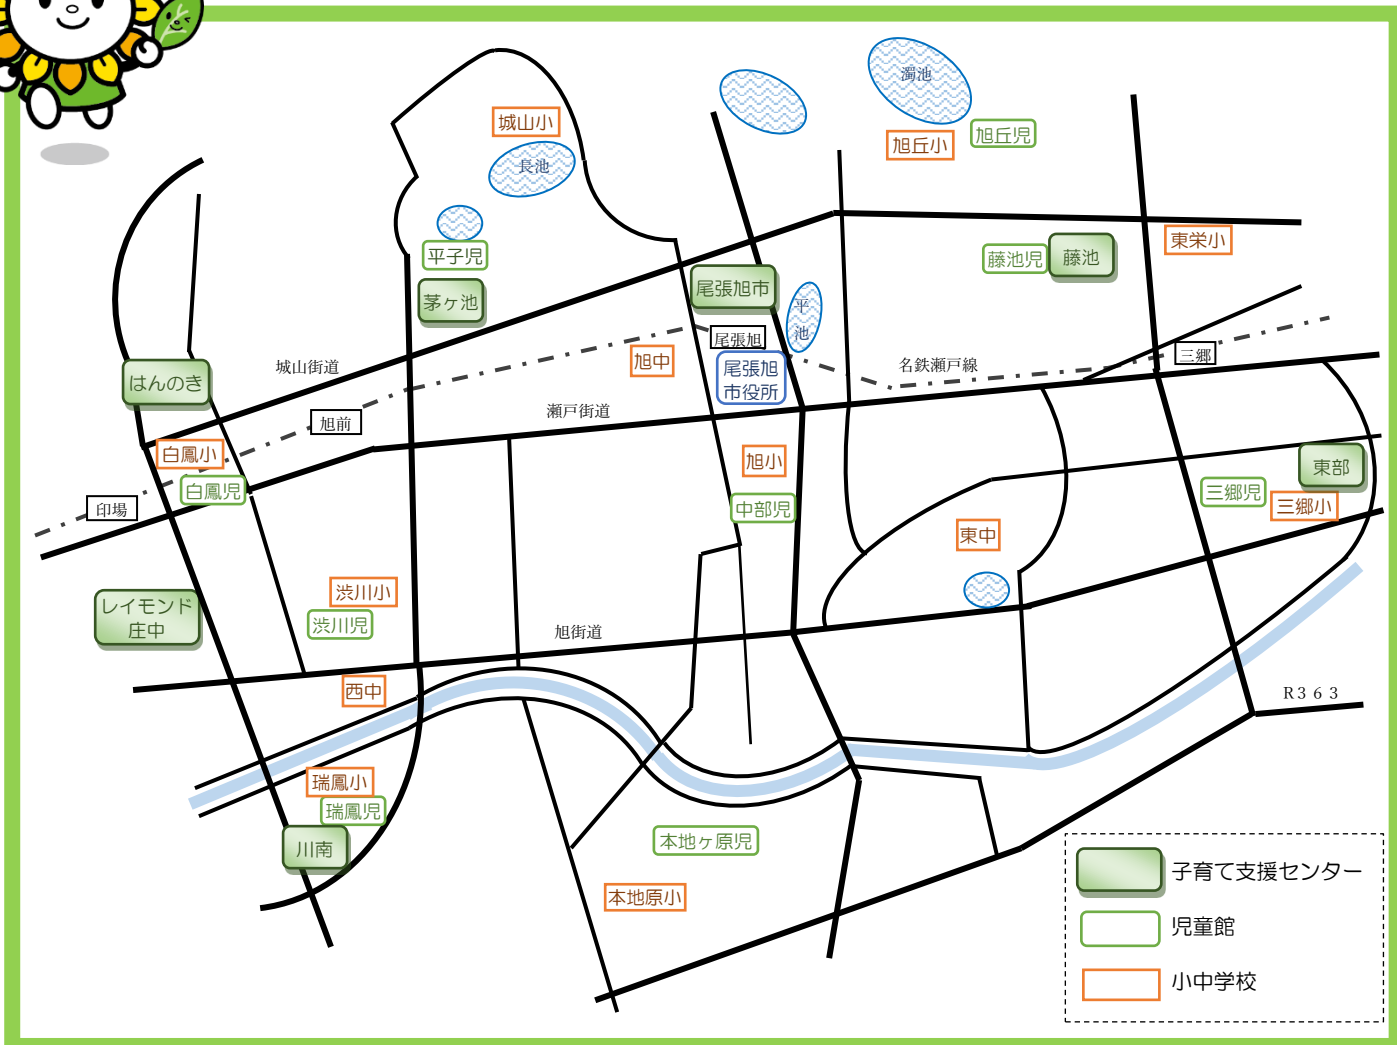 濁池
城山小
旭丘児
旭丘小
長池
東栄小
平子児
藤池児
藤池
尾張旭市
茅ヶ池
平
池
尾張旭
三郷
旭中
城山街道
名鉄瀬戸線
尾張旭
市役所
はんのき
瀬戸街道
旭前
白鳳小
旭小
東部
白鳳児
三郷児
三郷小
印場
中部児
東中
渋川小
レイモンド
庄中
渋川児
旭街道
西中
R363
瑞鳳小
瑞鳳児
川南
本地ヶ原児
本地原小
子育て支援センター
児童館
小中学校